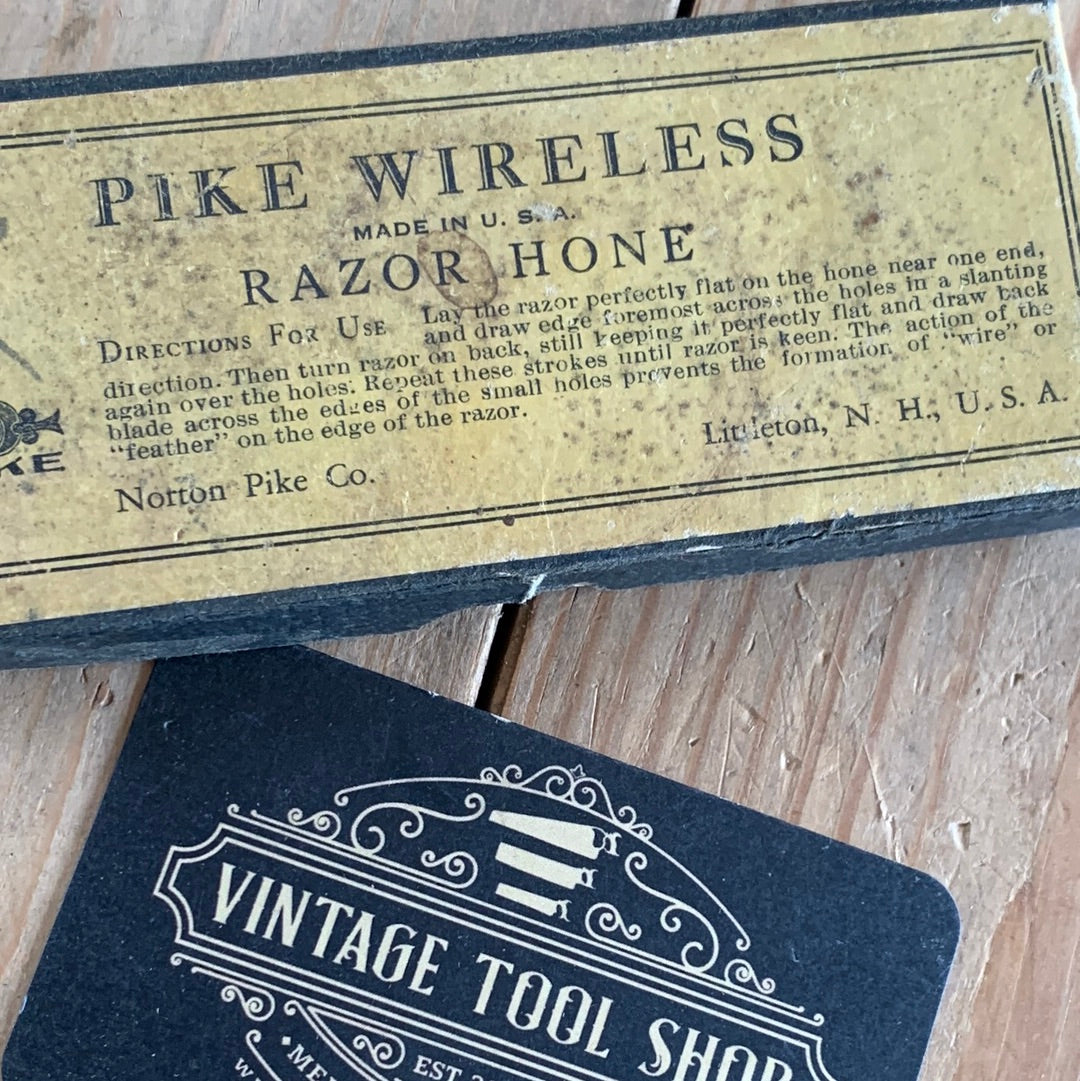 PIKE WIRELESS
MADE IN U. S. A.
RAZOR HONE
DIRECTIONS FOR USE Lay the razor perfectly flat on the hone near one end,
and draw edge foremost across the holes in a slanting
direction. Then turn razor on back, still keeping it perfectly flat and draw back
again over the holes. Repeat these strokes until razor is keen. The action of the
blade across the edges of the small holes prevents the formation of "wire" or
"feather" on the edge of the razor.
Norton Pike Co. Littleton, N. H., U. S. A.
VINTAGE TOOL SHOP
EST